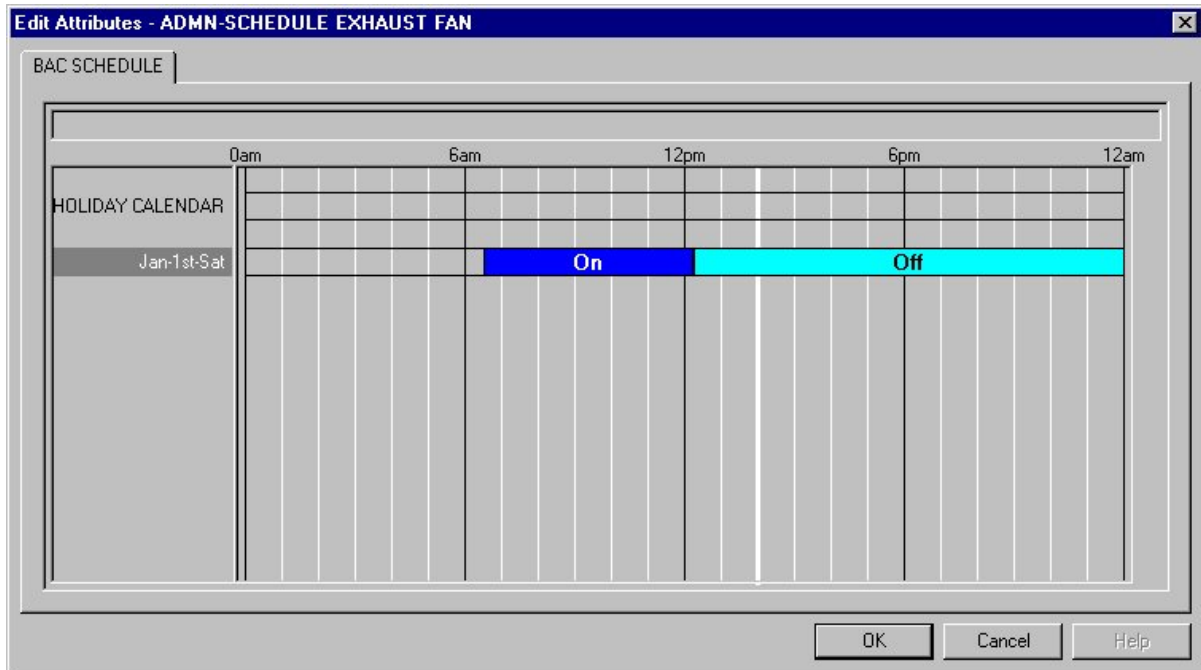 Edit Attributes - ADMN-SCHEDULE EXHAUST FAN
BAC SCHEDULE
0am 6am 12pm 6pm 12am
HOLIDAY CALENDAR
Jan-1st-Sat On Off
OK Cancel Help